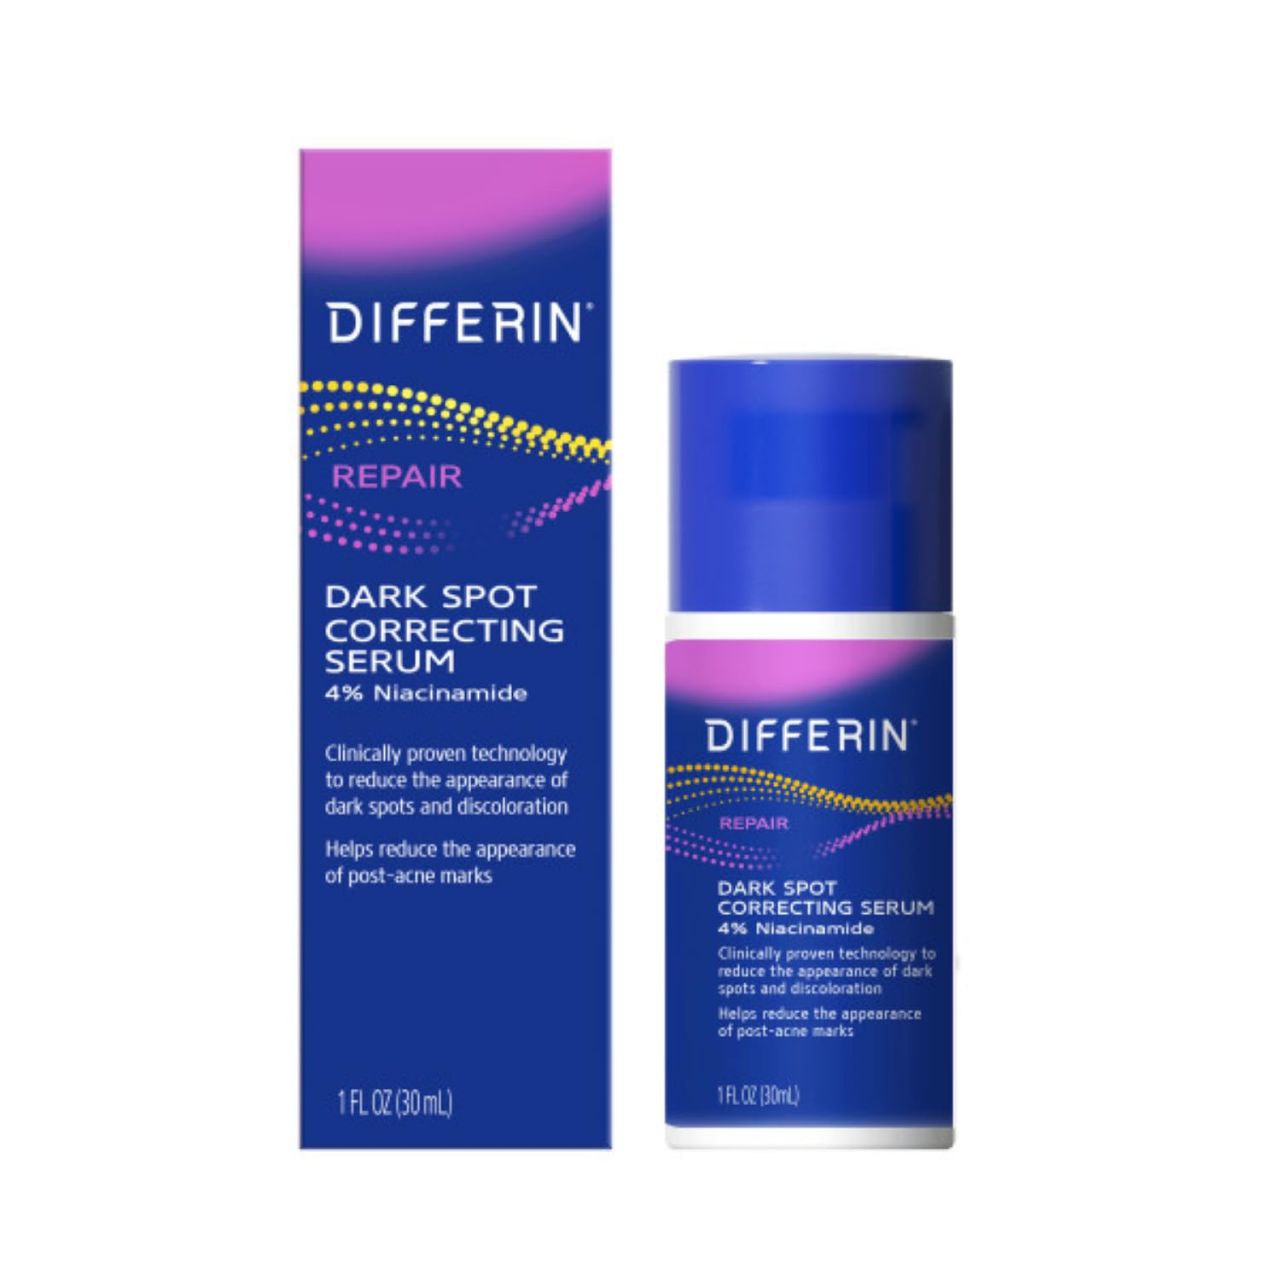 DIFFERIN®
REPAIR
DARK SPOT
CORRECTING
SERUM
4% Niacinamide
Clinically proven technology
to reduce the appearance of
dark spots and discoloration
Helps reduce the appearance
of post-acne marks
1 FL OZ (30 mL)
DIFFERIN®
REPAIR
DARK SPOT
CORRECTING SERUM
4% Niacinamide
Clinically proven technology to
reduce the appearance of dark
spots and discoloration
Helps reduce the appearance
of post-acne marks
1 FL OZ (30mL)